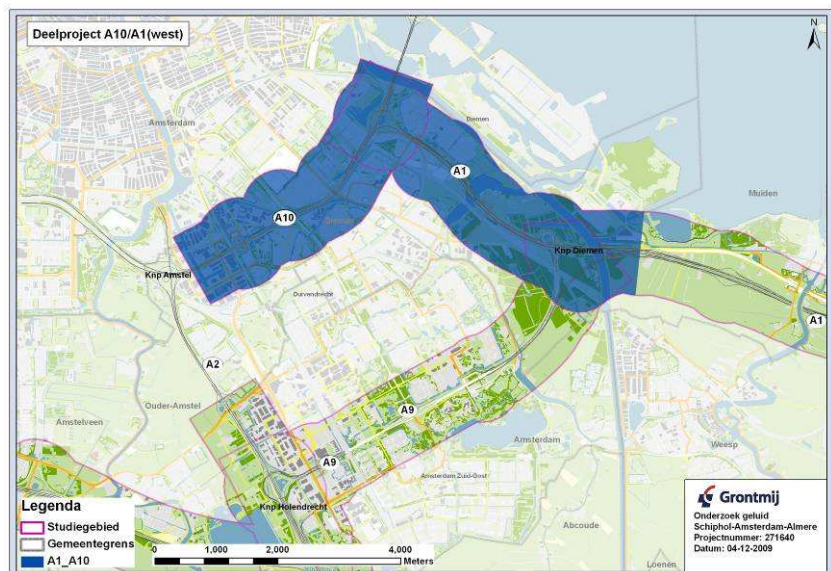 Deelproject A10/A1(west)
N
Amsterdam
Diemen
A1
Muiden
A10
Diemen
Knp Amstel
Knp Diemen
Duivendrecht
A1
A2
Ouder-Amstel
Amstelveen
A9
Amsterdam
Weesp
A9
Amsterdam Zuid-Oost
Knp Holendrecht
Abcoude
Loenen
Legenda
Studiegebied
Gemeentegrens
A1_A10
0 1,000 2,000 4,000
Meters
Grontmij
Onderzoek geluid
Schiphol-Amsterdam-Almere
Projectnummer: 271640
Datum: 04-12-2009